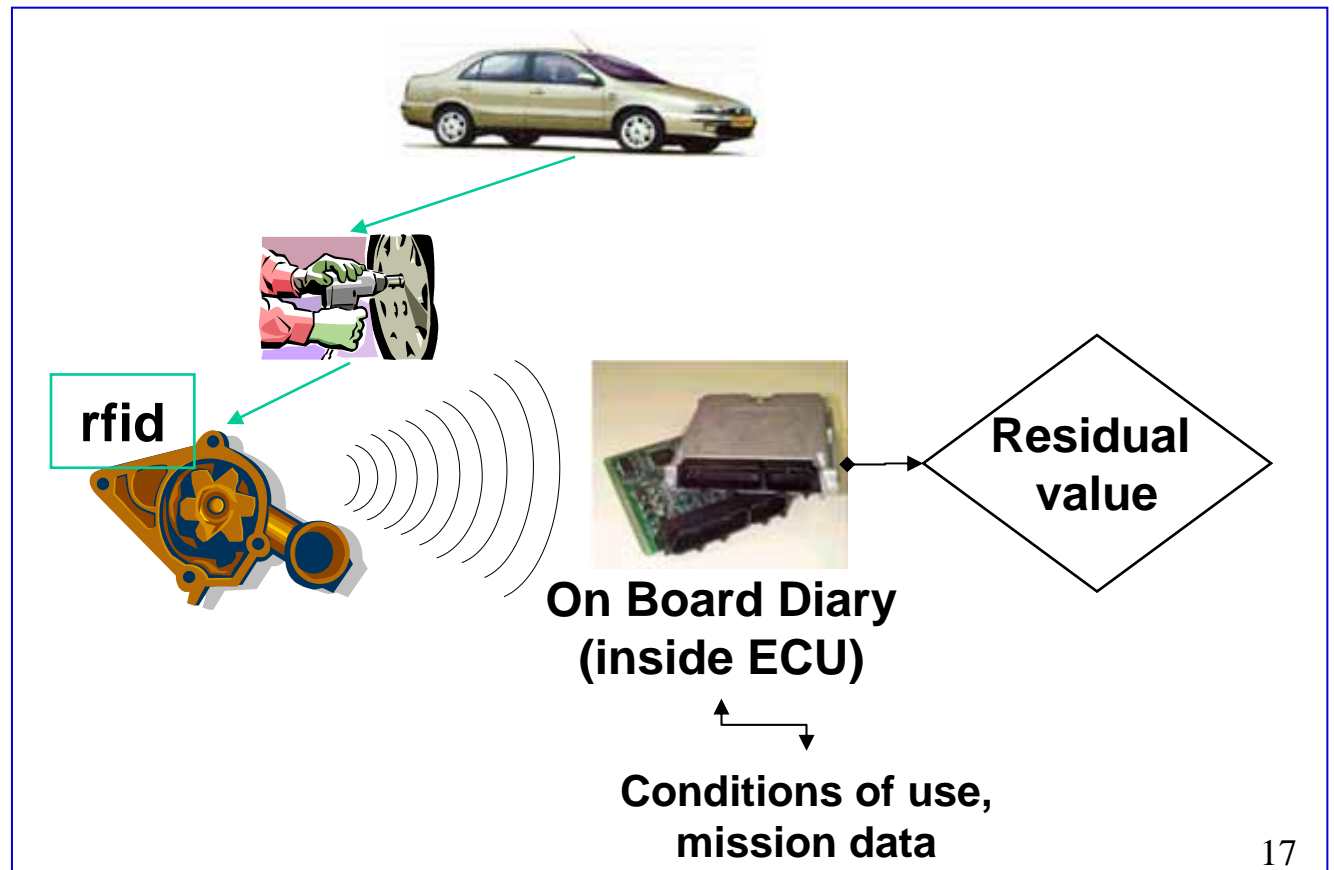 rfid
Residual
value
On Board Diary
(inside ECU)
Conditions of use,
mission data
17